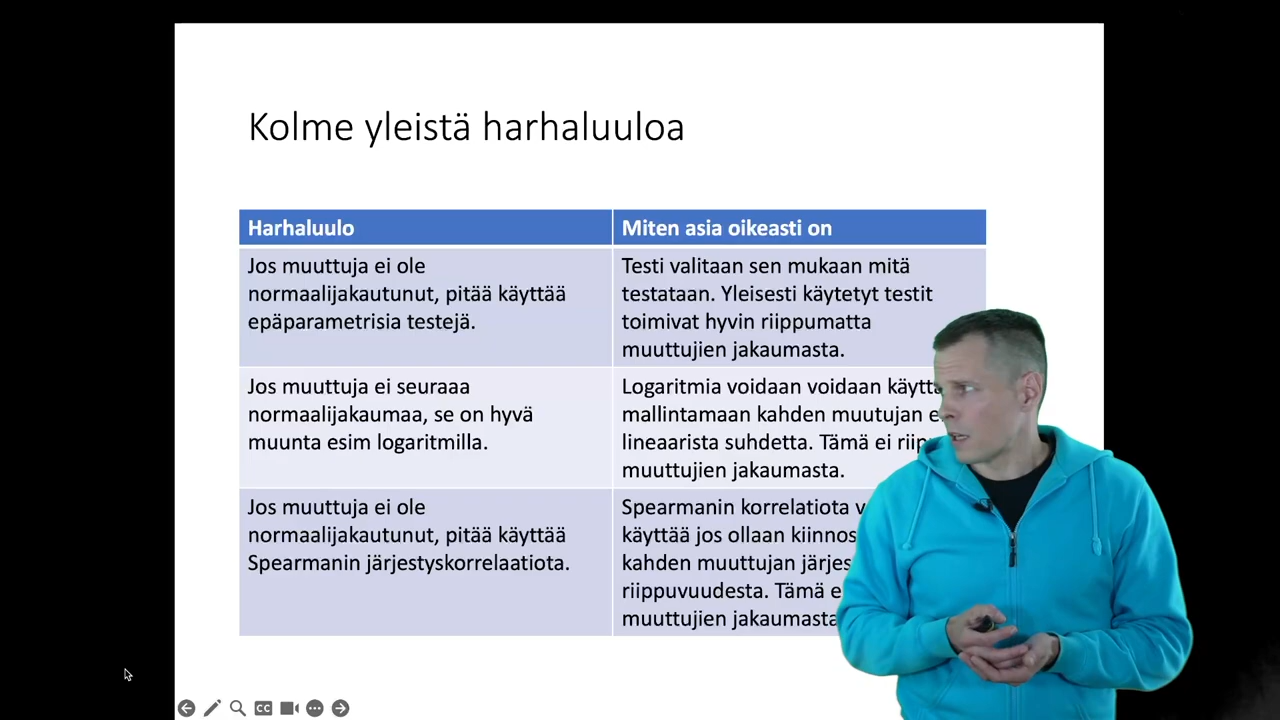 Kolme yleistä harhaluuloa
Harhaluulo
Miten asia oikeasti on
Jos muuttuja ei ole
normaalijakautunut, pitää käyttää
epäparametrisia testejä.
Testi valitaan sen mukaan mitä
testataan. Yleisesti käytetyt testit
toimivat hyvin riippumatta
muuttujien jakaumasta.
Jos muuttuja ei seuraaa
normaalijakaumaa, se on hyvä
muunta esim logaritmilla.
Logaritmia voidaan voidaan
mallintamaan kahden muutujan
lineaarista suhdetta. Tämä ei
muuttujien jakaumasta.
Jos muuttuja ei ole
normaalijakautunut, pitää käyttää
Spearmanin järjestyskorrelaatiota.
Spearmanin korrelatiota
käyttää jos ollaan
kahden muuttujan
riippuvuudesta. Tämä
muuttujien jakaumasta
CC